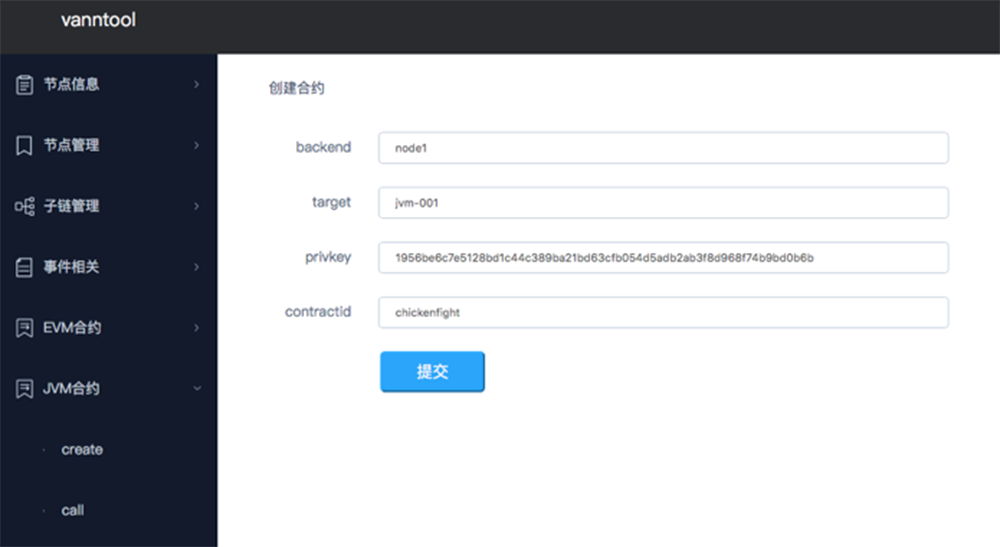 vanntool
节点信息
节点管理
子链管理
事件相关
EVM合约
JVM合约
create
call
创建合约
backend node1
target jvm-001
privkey 1956be6c7e5128bd1c44c389ba21bd63cfb054d5adb2ab3f8d968f74b9bd0b6b
contractid chickenfight
提交